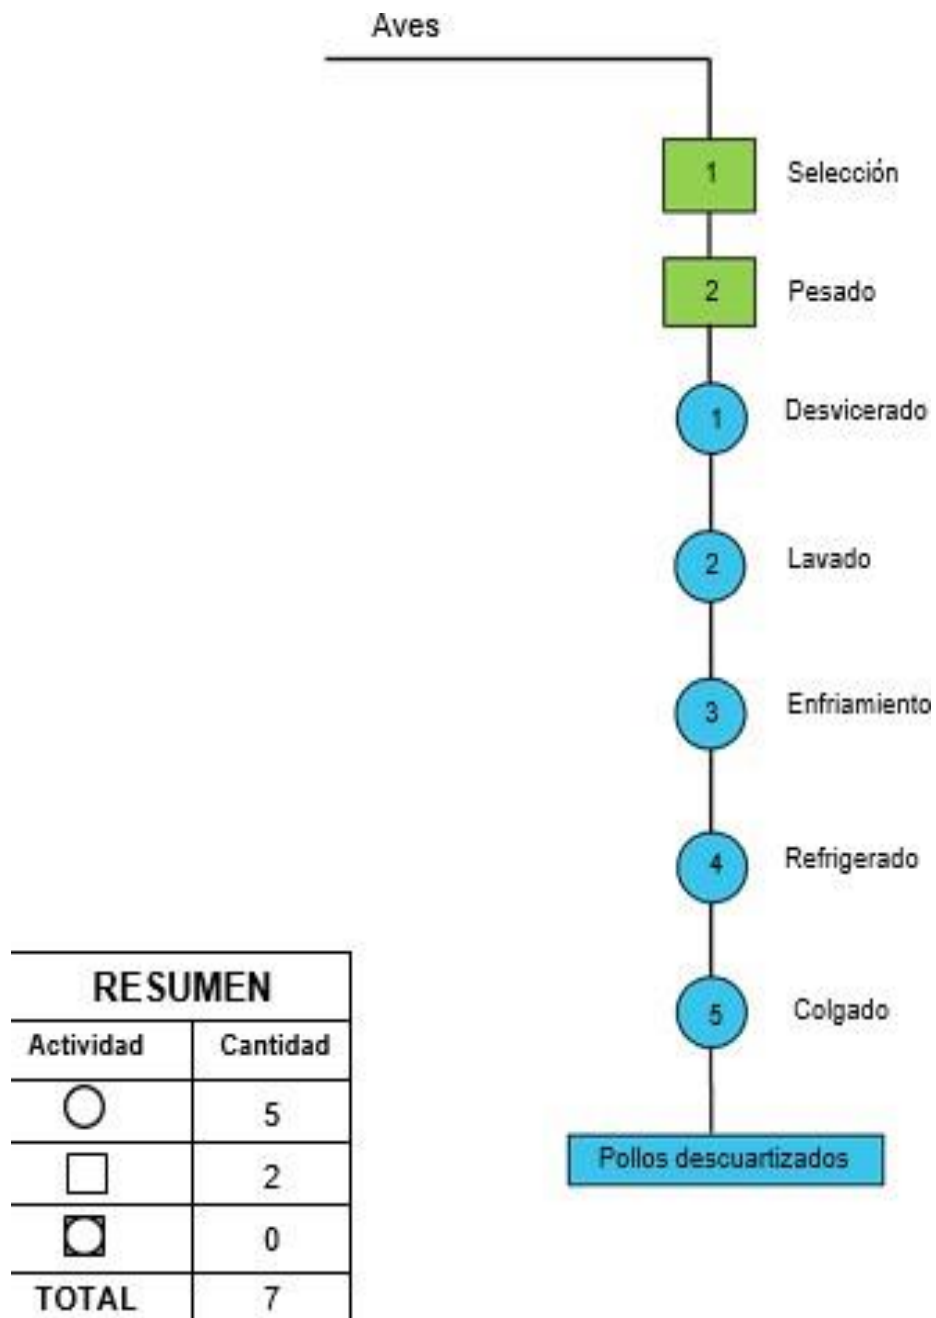 Aves
1 Selección
2 Pesado
1 Desvicerado
2 Lavado
3 Enfriamiento
4 Refrigerado
5 Colgado
Pollos descuartizados
RESUMEN
Actividad Cantidad
5
2
0
TOTAL 7